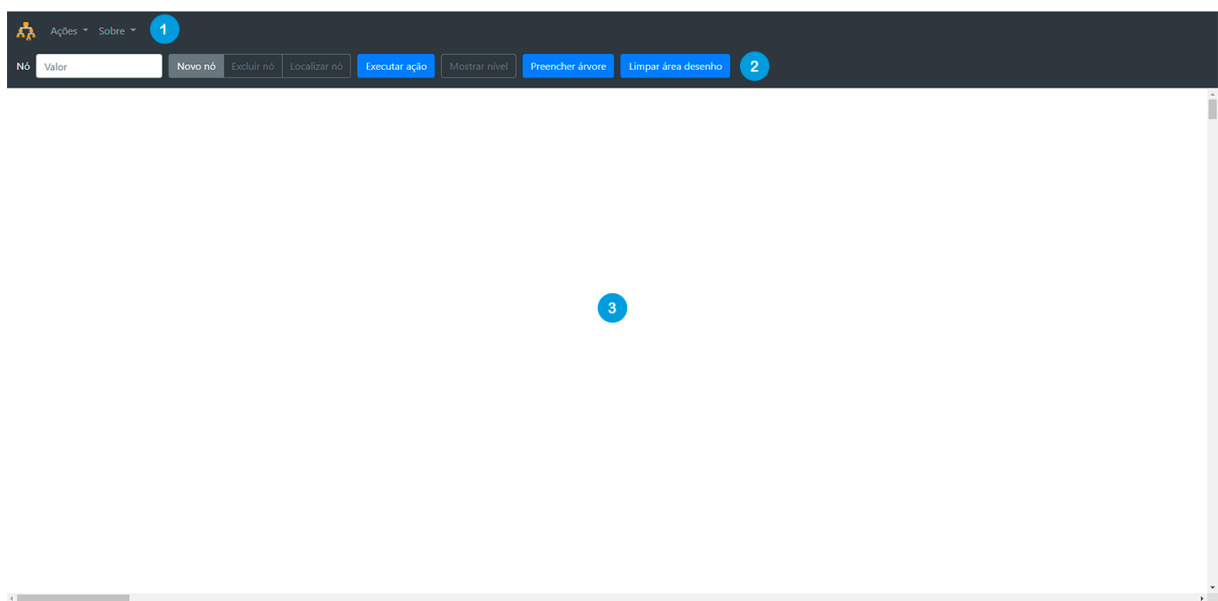 Ações Sobre 1
Nó Valor Novo nó Excluir nó Localizar nó Executar ação Mostrar nível Preencher árvore Limpar área desenho 2
3